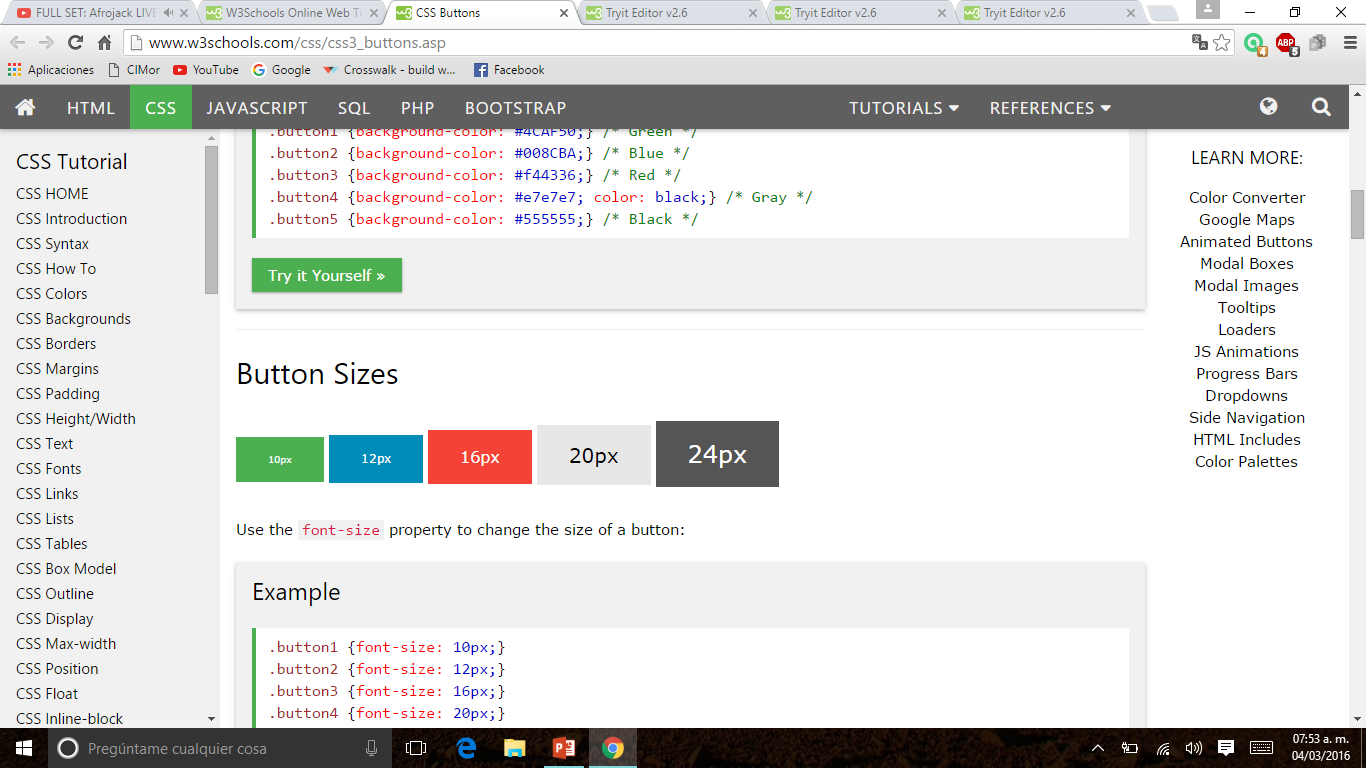 FULL SET: Afrojack LIVE
W3Schools Online Web T
CSS Buttons
Tryit Editor v2.6
Tryit Editor v2.6
Tryit Editor v2.6
www.w3schools.com/css/css3_buttons.asp
4
ABP
5
Aplicaciones
CIMor
YouTube
Google
Crosswalk - build w...
Facebook
HTML
CSS
JAVASCRIPT
SQL
PHP
BOOTSTRAP
TUTORIALS
REFERENCES
CSS Tutorial
CSS HOME
CSS Introduction
CSS Syntax
CSS How To
CSS Colors
CSS Backgrounds
CSS Borders
CSS Margins
CSS Padding
CSS Height/Width
CSS Text
CSS Fonts
CSS Links
CSS Lists
CSS Tables
CSS Box Model
CSS Outline
CSS Display
CSS Max-width
CSS Position
CSS Float
CSS Inline-block
.button1 {background-color: #4CAF50;} /* Green */
.button2 {background-color: #008CBA;} /* Blue */
.button3 {background-color: #f44336;} /* Red */
.button4 {background-color: #e7e7e7; color: black;} /* Gray */
.button5 {background-color: #555555;} /* Black */
Try it Yourself »
Button Sizes
10px
12px
16px
20px
24px
Use the font-size property to change the size of a button:
Example
.button1 {font-size: 10px;}
.button2 {font-size: 12px;}
.button3 {font-size: 16px;}
.button4 {font-size: 20px;}
LEARN MORE:
Color Converter
Google Maps
Animated Buttons
Modal Boxes
Modal Images
Tooltips
Loaders
JS Animations
Progress Bars
Dropdowns
Side Navigation
HTML Includes
Color Palettes
Pregúntame cualquier cosa
07:53 a. m.
04/03/2016